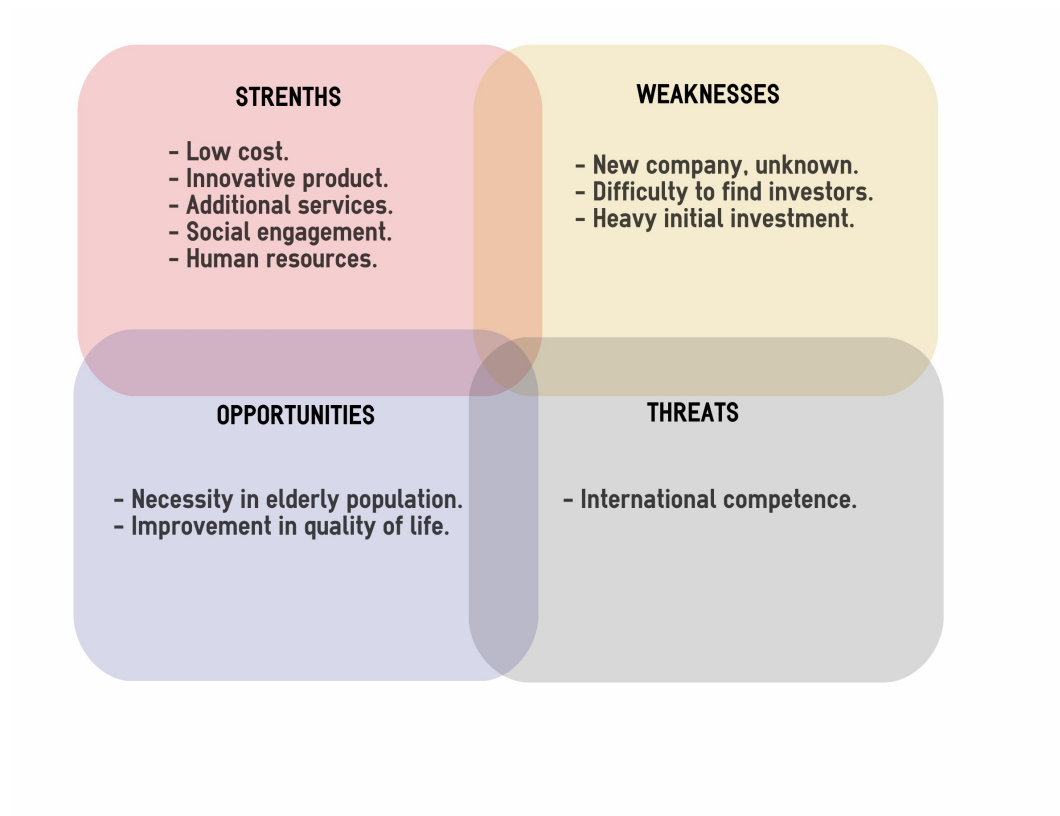 STRENTHS
- Low cost.
- Innovative product.
- Additional services.
- Social engagement.
- Human resources.
WEAKNESSES
- New company, unknown.
- Difficulty to find investors.
- Heavy initial investment.
OPPORTUNITIES
- Necessity in elderly population.
- Improvement in quality of life.
THREATS
- International competence.